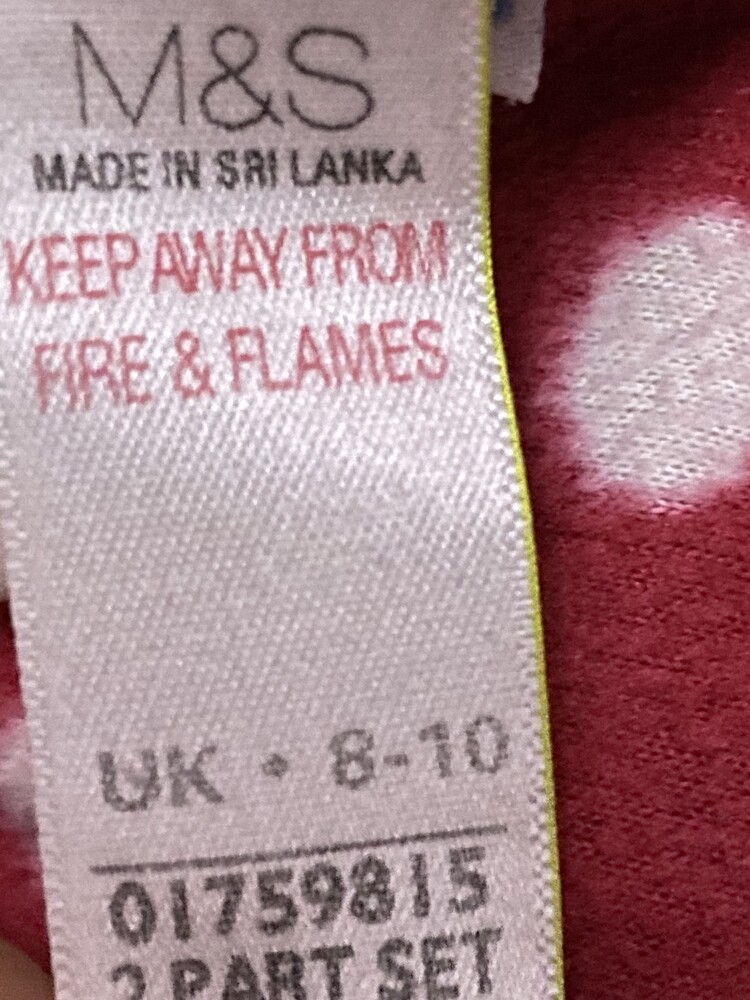 M&S
MADE IN SRI LANKA
KEEP AWAY FROM
FIRE & FLAMES
UK • 8-10
01759815
2 PART SET